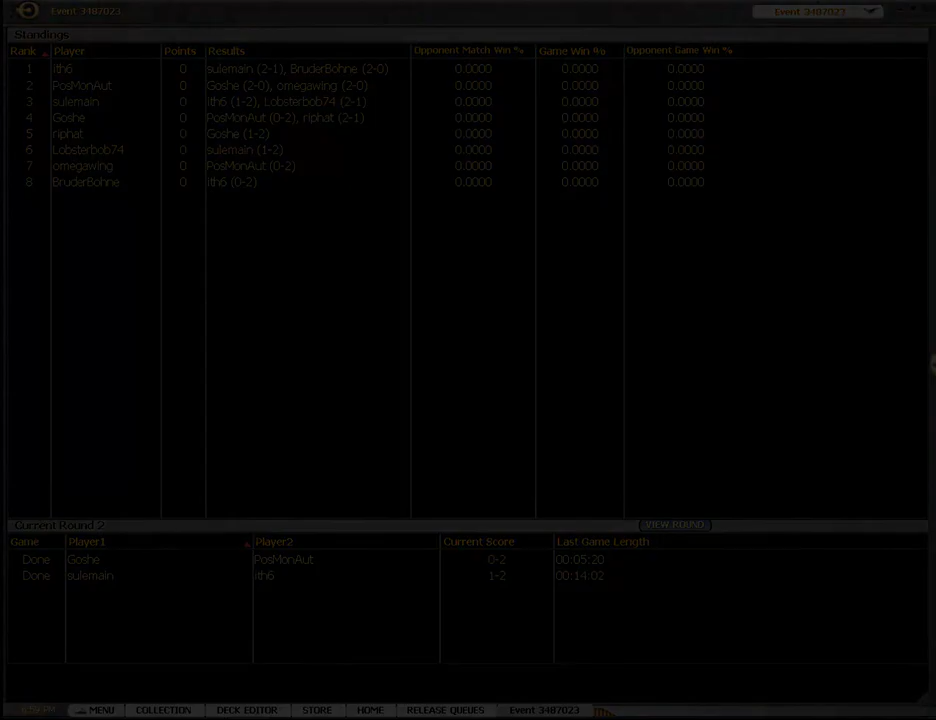 Event 3487023 Event 3487023
Standings
Rank Player Points Results Opponent Match Win % Game Win % Opponent Game Win %
1 ith6 0 sulemain (2-1), BruderBohne (2-0) 0.0000 0.0000 0.0000
2 PosMonAut 0 Goshe (2-0), omegawing (2-0) 0.0000 0.0000 0.0000
3 sulemain 0 ith6 (1-2), Lobsterbob74 (2-1) 0.0000 0.0000 0.0000
4 Goshe 0 PosMonAut (0-2), riphat (2-1) 0.0000 0.0000 0.0000
5 riphat 0 Goshe (1-2) 0.0000 0.0000 0.0000
6 Lobsterbob74 0 sulemain (1-2) 0.0000 0.0000 0.0000
7 omegawing 0 PosMonAut (0-2) 0.0000 0.0000 0.0000
8 BruderBohne 0 ith6 (0-2) 0.0000 0.0000 0.0000
Current Round 2 VIEW ROUND
Game Player1 Player2 Current Score Last Game Length
Done Goshe PosMonAut 0-2 00:05:20
Done sulemain ith6 1-2 00:14:02
MENU COLLECTION DECK EDITOR STORE HOME RELEASE QUEUES Event 3487023